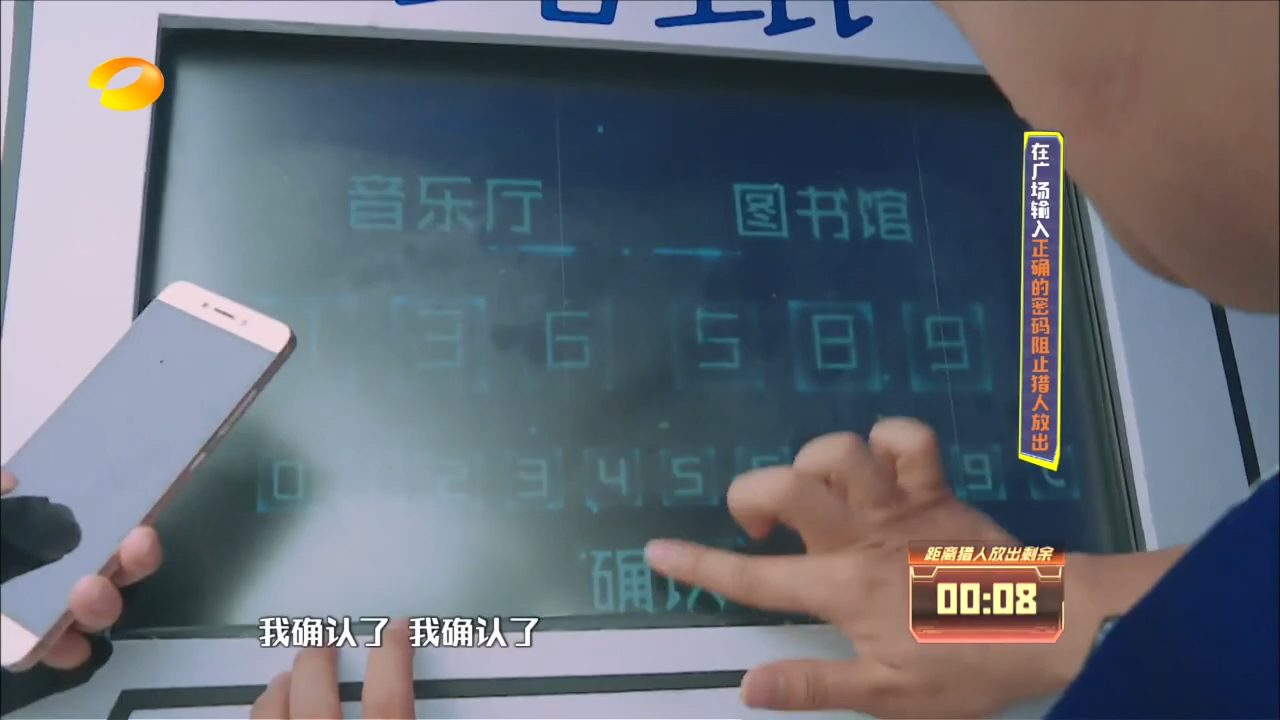 音乐厅 图书馆
3 6 5 8 9
0 2 3 4 5 9
确认
在广场输入正确的密码阻止猎人放出
距离猎人放出剩余
00:08
我确认了 我确认了